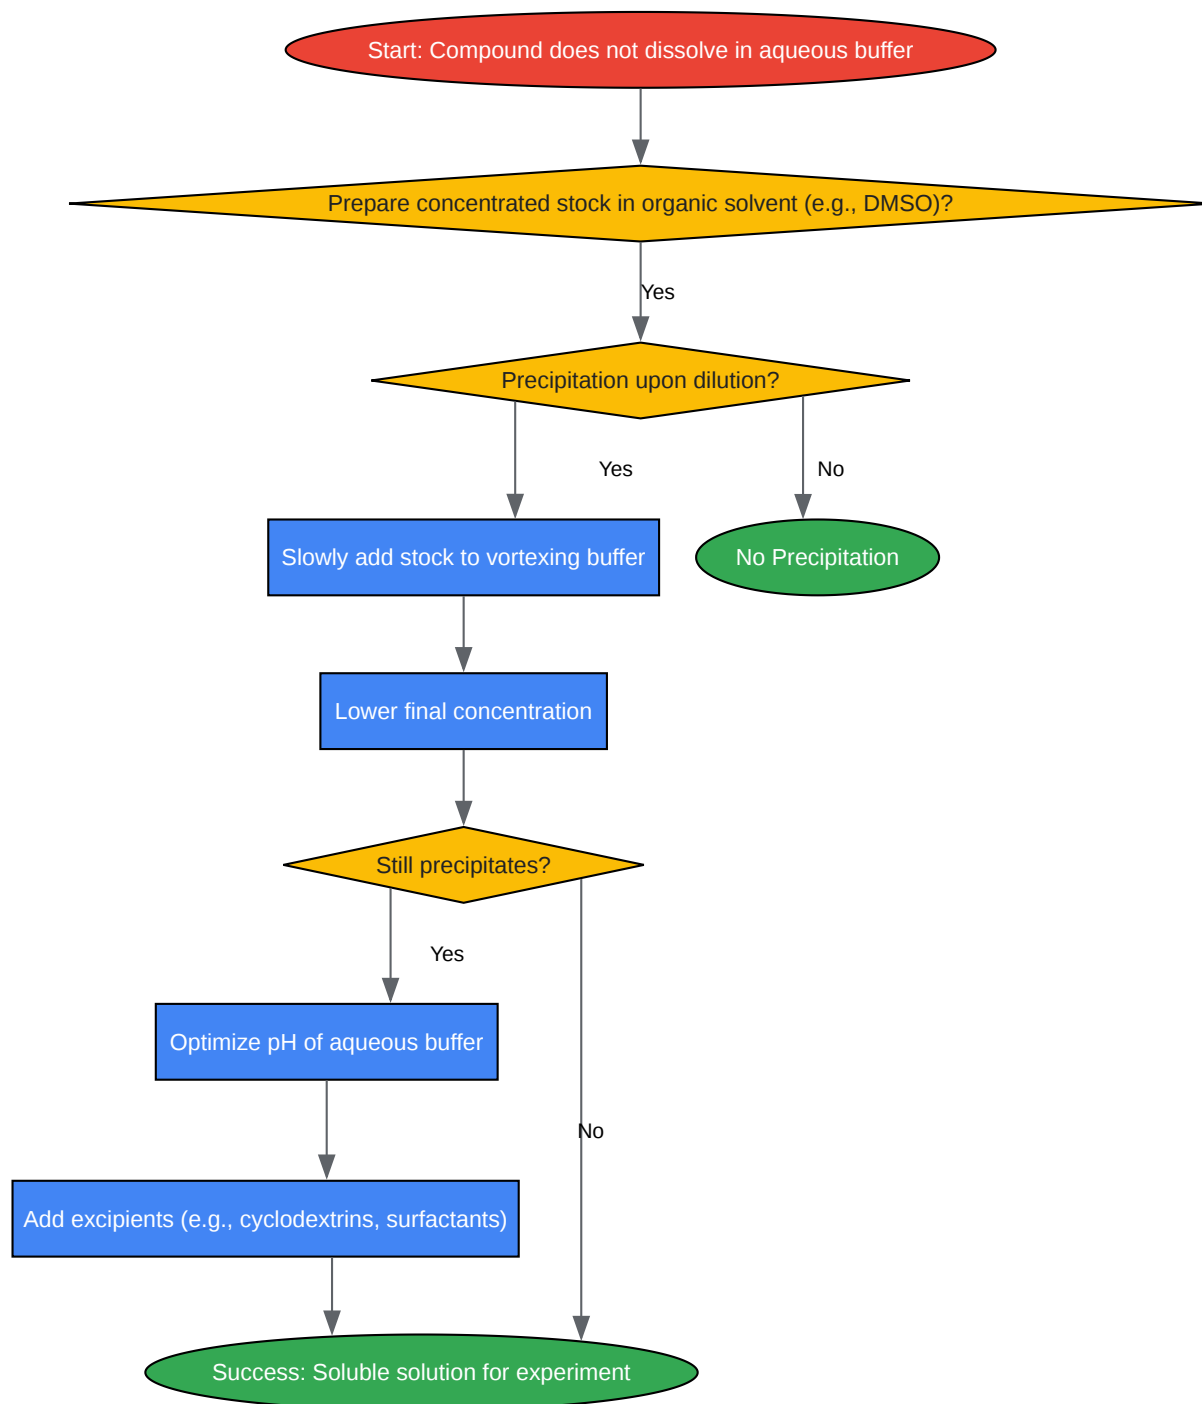 Start: Compound does not dissolve in aqueous buffer
Prepare concentrated stock in organic solvent (e.g., DMSO)?
Yes
Precipitation upon dilution?
Yes
No
Slowly add stock to vortexing buffer
No Precipitation
Lower final concentration
Still precipitates?
Yes
Optimize pH of aqueous buffer
No
Add excipients (e.g., cyclodextrins, surfactants)
Success: Soluble solution for experiment